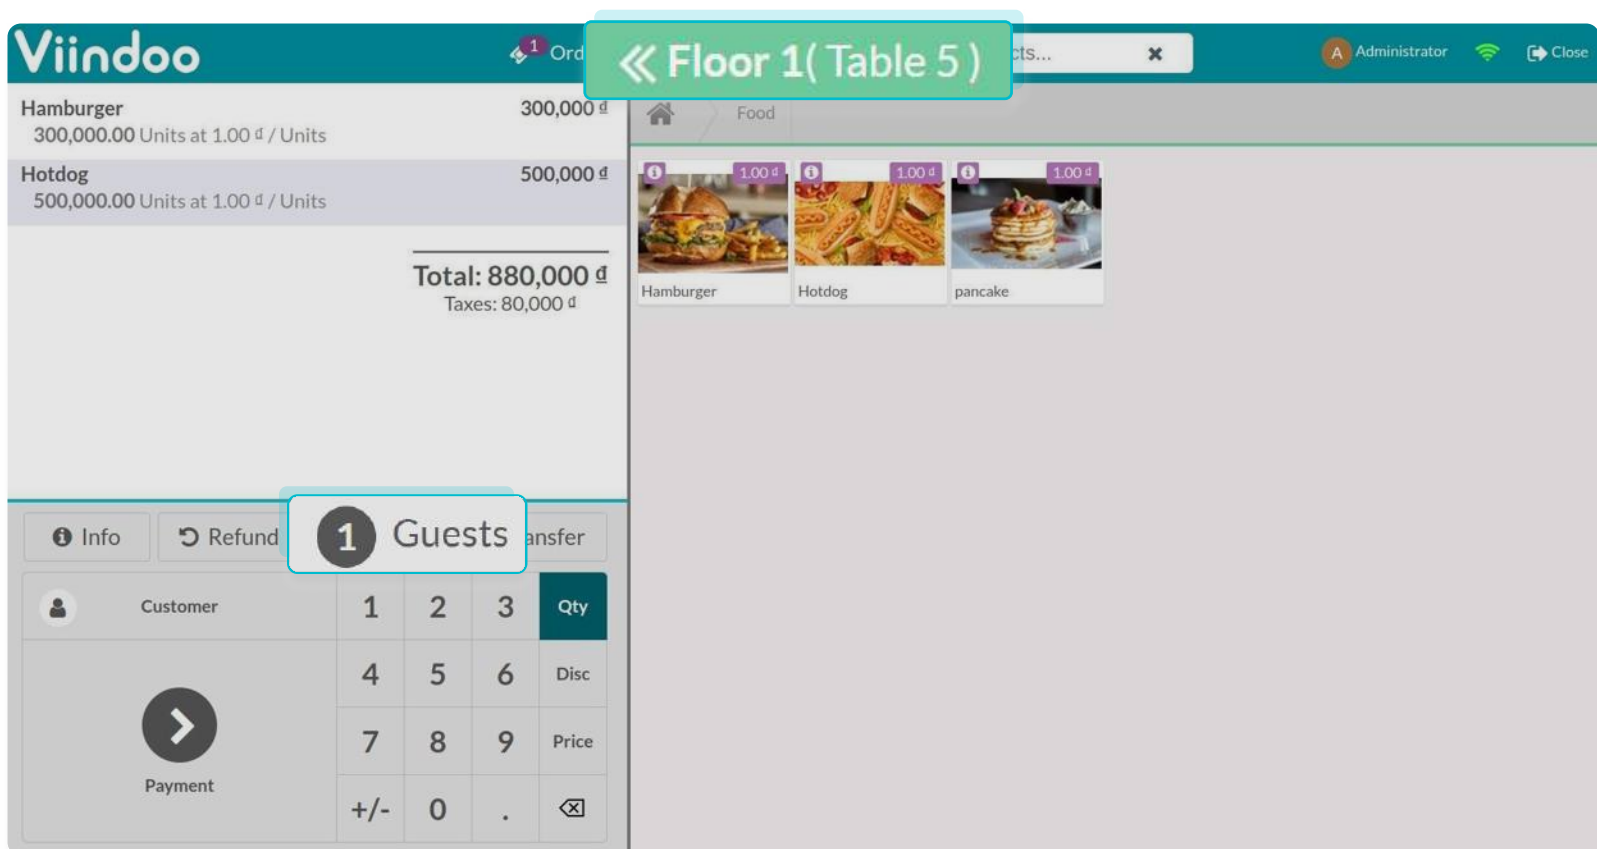 Viindoo
1 Ord
Floor 1( Table 5 )
cts...
A Administrator
Close
Hamburger 300,000 ₫
300,000.00 Units at 1.00 ₫ / Units
Hotdog 500,000 ₫
500,000.00 Units at 1.00 ₫ / Units
Total: 880,000 ₫
Taxes: 80,000 ₫
Food
1.00 ₫ 1.00 ₫ 1.00 ₫
Hamburger Hotdog pancake
Info Refund 1 Guests ansfer
Customer 1 2 3 Qty
4 5 6 Disc
7 8 9 Price
Payment
+/- 0 .